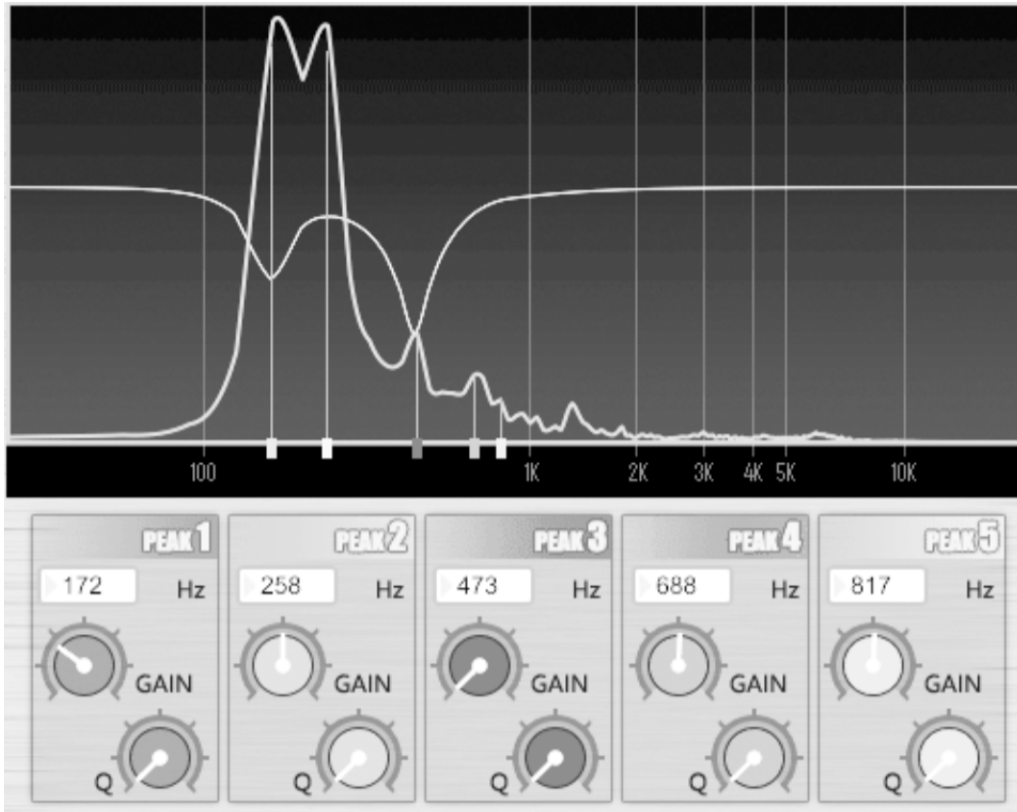 100 1K 2K 3K 4K 5K 10K
PEAK 1 PEAK 2 PEAK 3 PEAK 4 PEAK 5
172 Hz 258 Hz 473 Hz 688 Hz 817 Hz
GAIN GAIN GAIN GAIN GAIN
Q Q Q Q Q